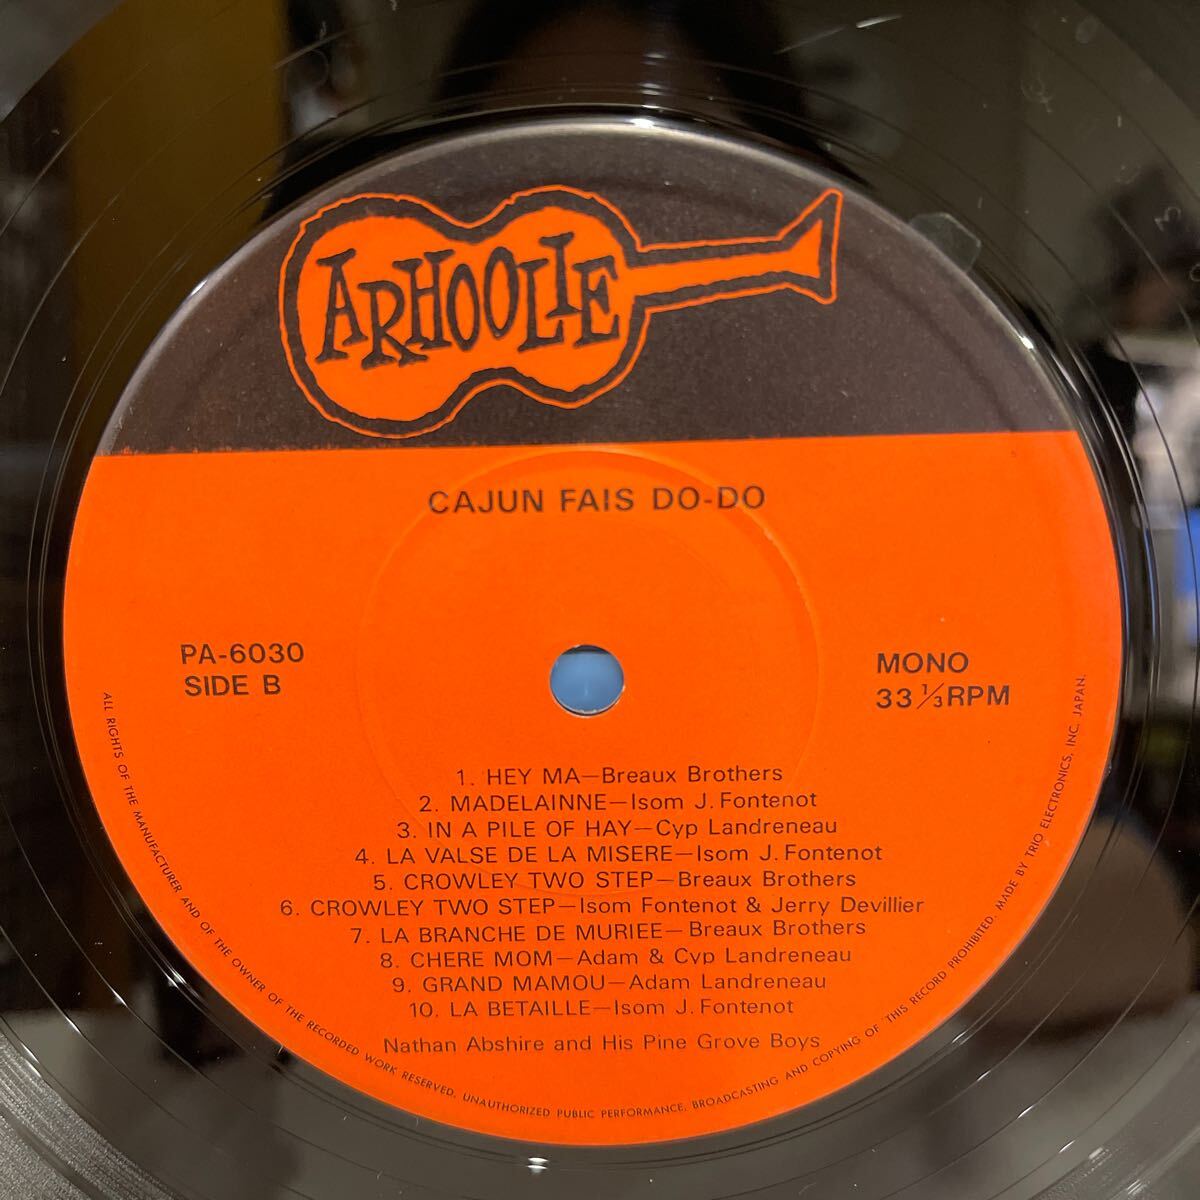 ARHOOLIE
CAJUN FAIS DO-DO
PA-6030
SIDE B
MONO
33 1/3 RPM
1. HEY MA—Breaux Brothers
2. MADELAINNE—Isom J. Fontenot
3. IN A PILE OF HAY—Cyp Landreneau
4. LA VALSE DE LA MISERE—Isom J. Fontenot
5. CROWLEY TWO STEP—Breaux Brothers
6. CROWLEY TWO STEP—Isom Fontenot & Jerry Devillier
7. LA BRANCHE DE MURIEE—Breaux Brothers
8. CHERE MOM—Adam & Cyp Landreneau
9. GRAND MAMOU—Adam Landreneau
10. LA BETAILLE—Isom J. Fontenot
Nathan Abshire and His Pine Grove Boys
ALL RIGHTS OF THE MANUFACTURER AND OF THE OWNER OF THE RECORDED WORK RESERVED. UNAUTHORIZED PUBLIC PERFORMANCE, BROADCASTING AND COPYING OF THIS RECORD PROHIBITED. MADE BY TRIO ELECTRONICS, INC. JAPAN.